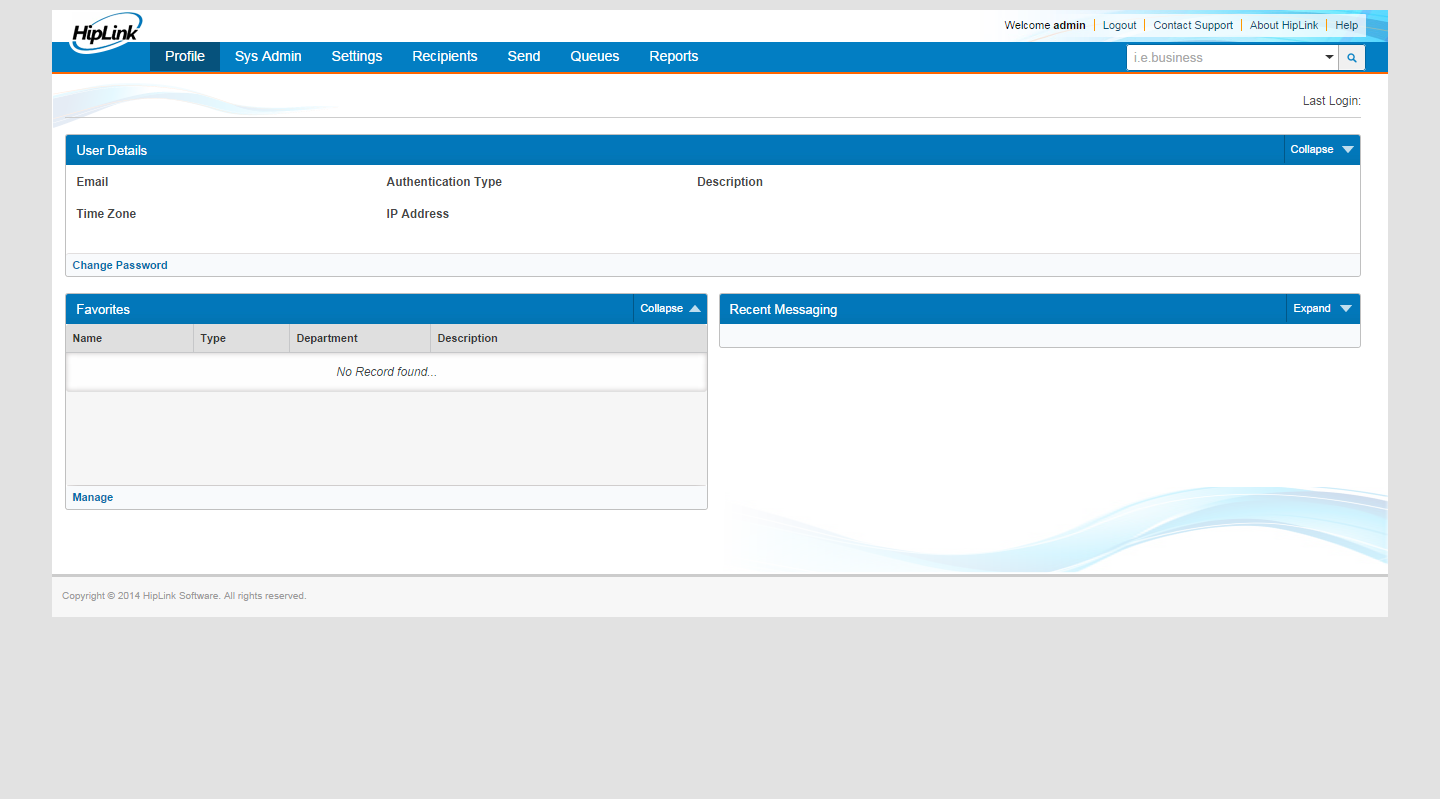 HipLink
Welcome admin Logout Contact Support About HipLink Help
Profile Sys Admin Settings Recipients Send Queues Reports i.e.business
Last Login:
User Details Collapse
Email Authentication Type Description
Time Zone IP Address
Change Password
Favorites Collapse
Name Type Department Description
No Record found...
Manage
Recent Messaging Expand
Copyright © 2014 HipLink Software. All rights reserved.